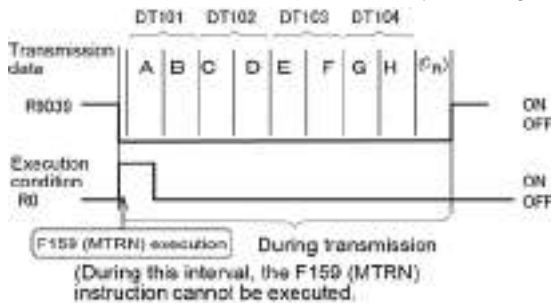 DT101 DT102 DT103 DT104
Transmission
data
A B C D E F G H (CR)
R9039
ON
OFF
Execution
condition
R0
ON
OFF
F159 (MTRN) execution
During transmission
(During this interval, the F159 (MTRN)
instruction cannot be executed.